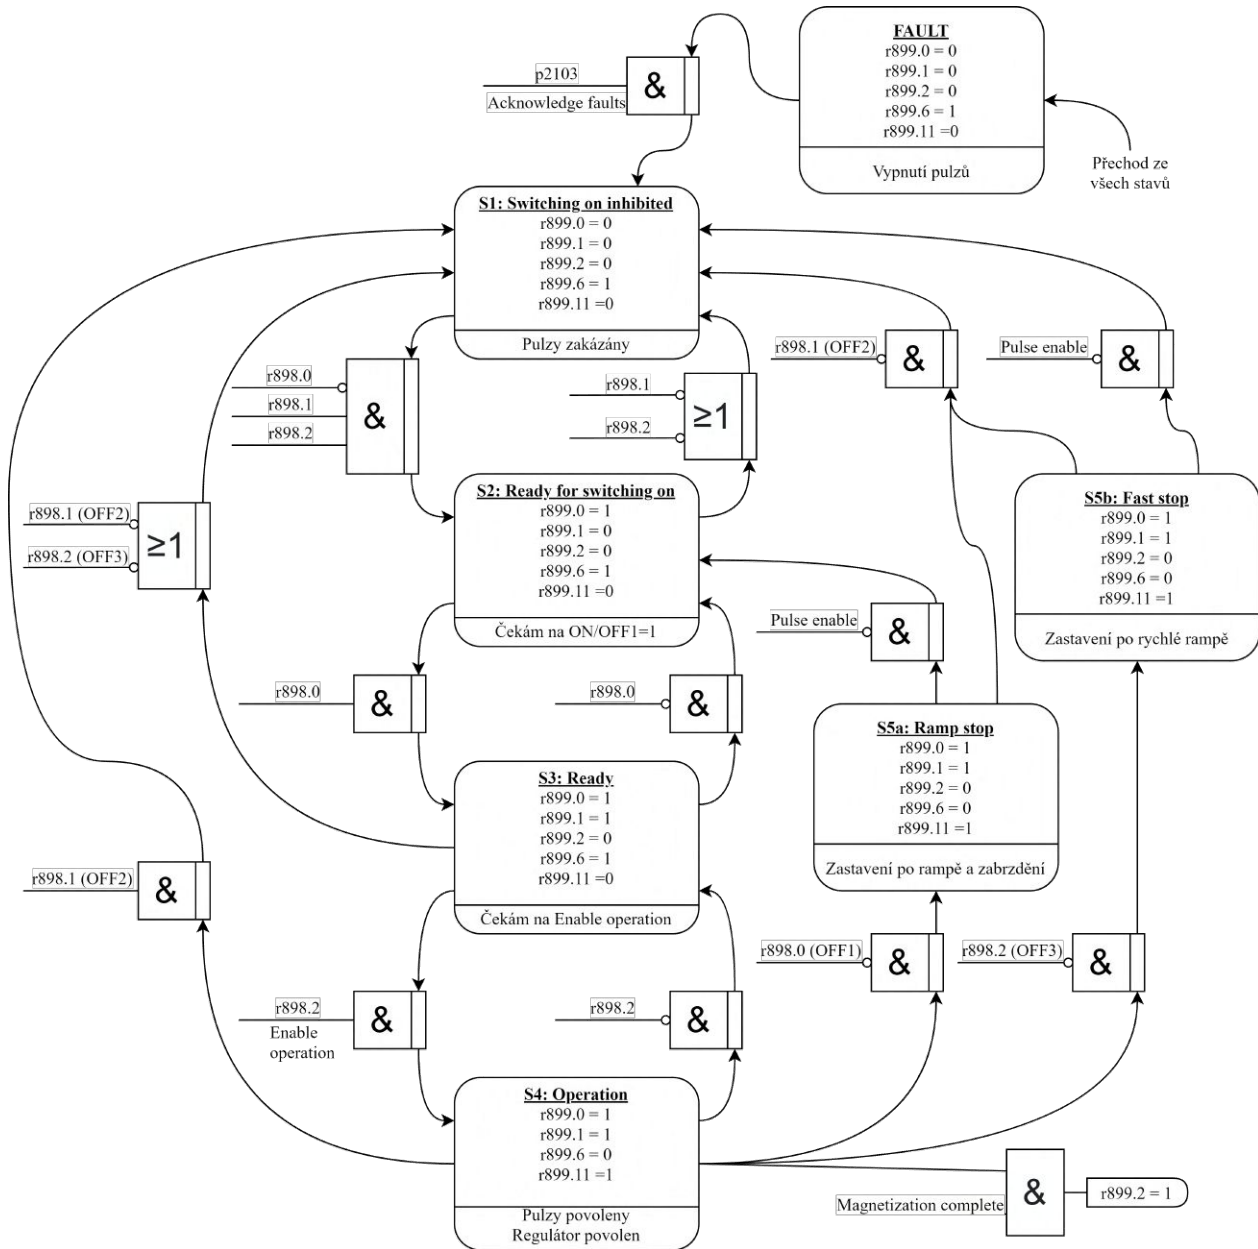 FAULT
r899.0 = 0
r899.1 = 0
r899.2 = 0
r899.6 = 1
r899.11 =0
Vypnutí pulzů
p2103
Acknowledge faults
&
Přechod ze
všech stavů
S1: Switching on inhibited
r899.0 = 0
r899.1 = 0
r899.2 = 0
r899.6 = 1
r899.11 =0
Pulzy zakázány
r898.0
r898.1
r898.2
&
r898.1
r898.2
≥1
r898.1 (OFF2)
&
Pulse enable
&
S2: Ready for switching on
r899.0 = 1
r899.1 = 0
r899.2 = 0
r899.6 = 1
r899.11 =0
Čekám na ON/OFF1=1
r898.1 (OFF2)
r898.2 (OFF3)
≥1
S5b: Fast stop
r899.0 = 1
r899.1 = 1
r899.2 = 0
r899.6 = 0
r899.11 =1
Zastavení po rychlé rampě
Pulse enable
&
r898.0
&
r898.0
&
S5a: Ramp stop
r899.0 = 1
r899.1 = 1
r899.2 = 0
r899.6 = 0
r899.11 =1
Zastavení po rampě a zabrzdění
S3: Ready
r899.0 = 1
r899.1 = 1
r899.2 = 0
r899.6 = 1
r899.11 =0
Čekám na Enable operation
r898.1 (OFF2)
&
r898.0 (OFF1)
&
r898.2 (OFF3)
&
r898.2
Enable
operation
&
r898.2
&
S4: Operation
r899.0 = 1
r899.1 = 1
r899.6 = 0
r899.11 =1
Pulzy povoleny
Regulátor povolen
Magnetization complete
&
r899.2 = 1